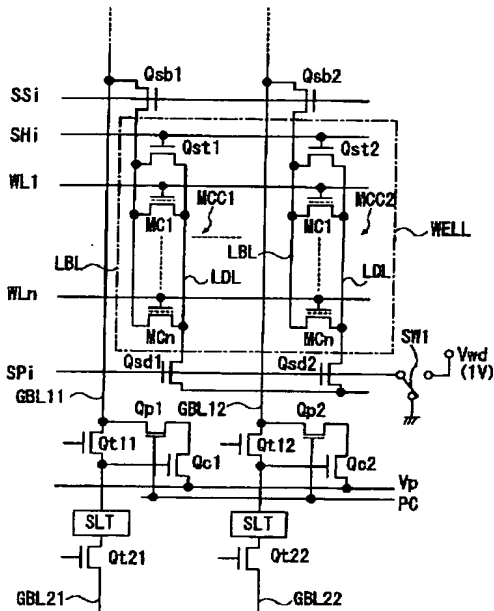 Qsb1 Qsb2
SSi
SHi
Qst1 Qst2
WL1
MCC1 MCC2
MC1 MC1
WELL
LBL LBL
LDL LDL
WLn
MCn MCn
SW1
Qsd1 Qsd2
Vwd
(1V)
SPi
GBL11 GBL12
Qp1 Qp2
Qt11 Qt12
Qc1 Qc2
Vp
PC
SLT SLT
Qt21 Qt22
GBL21 GBL22